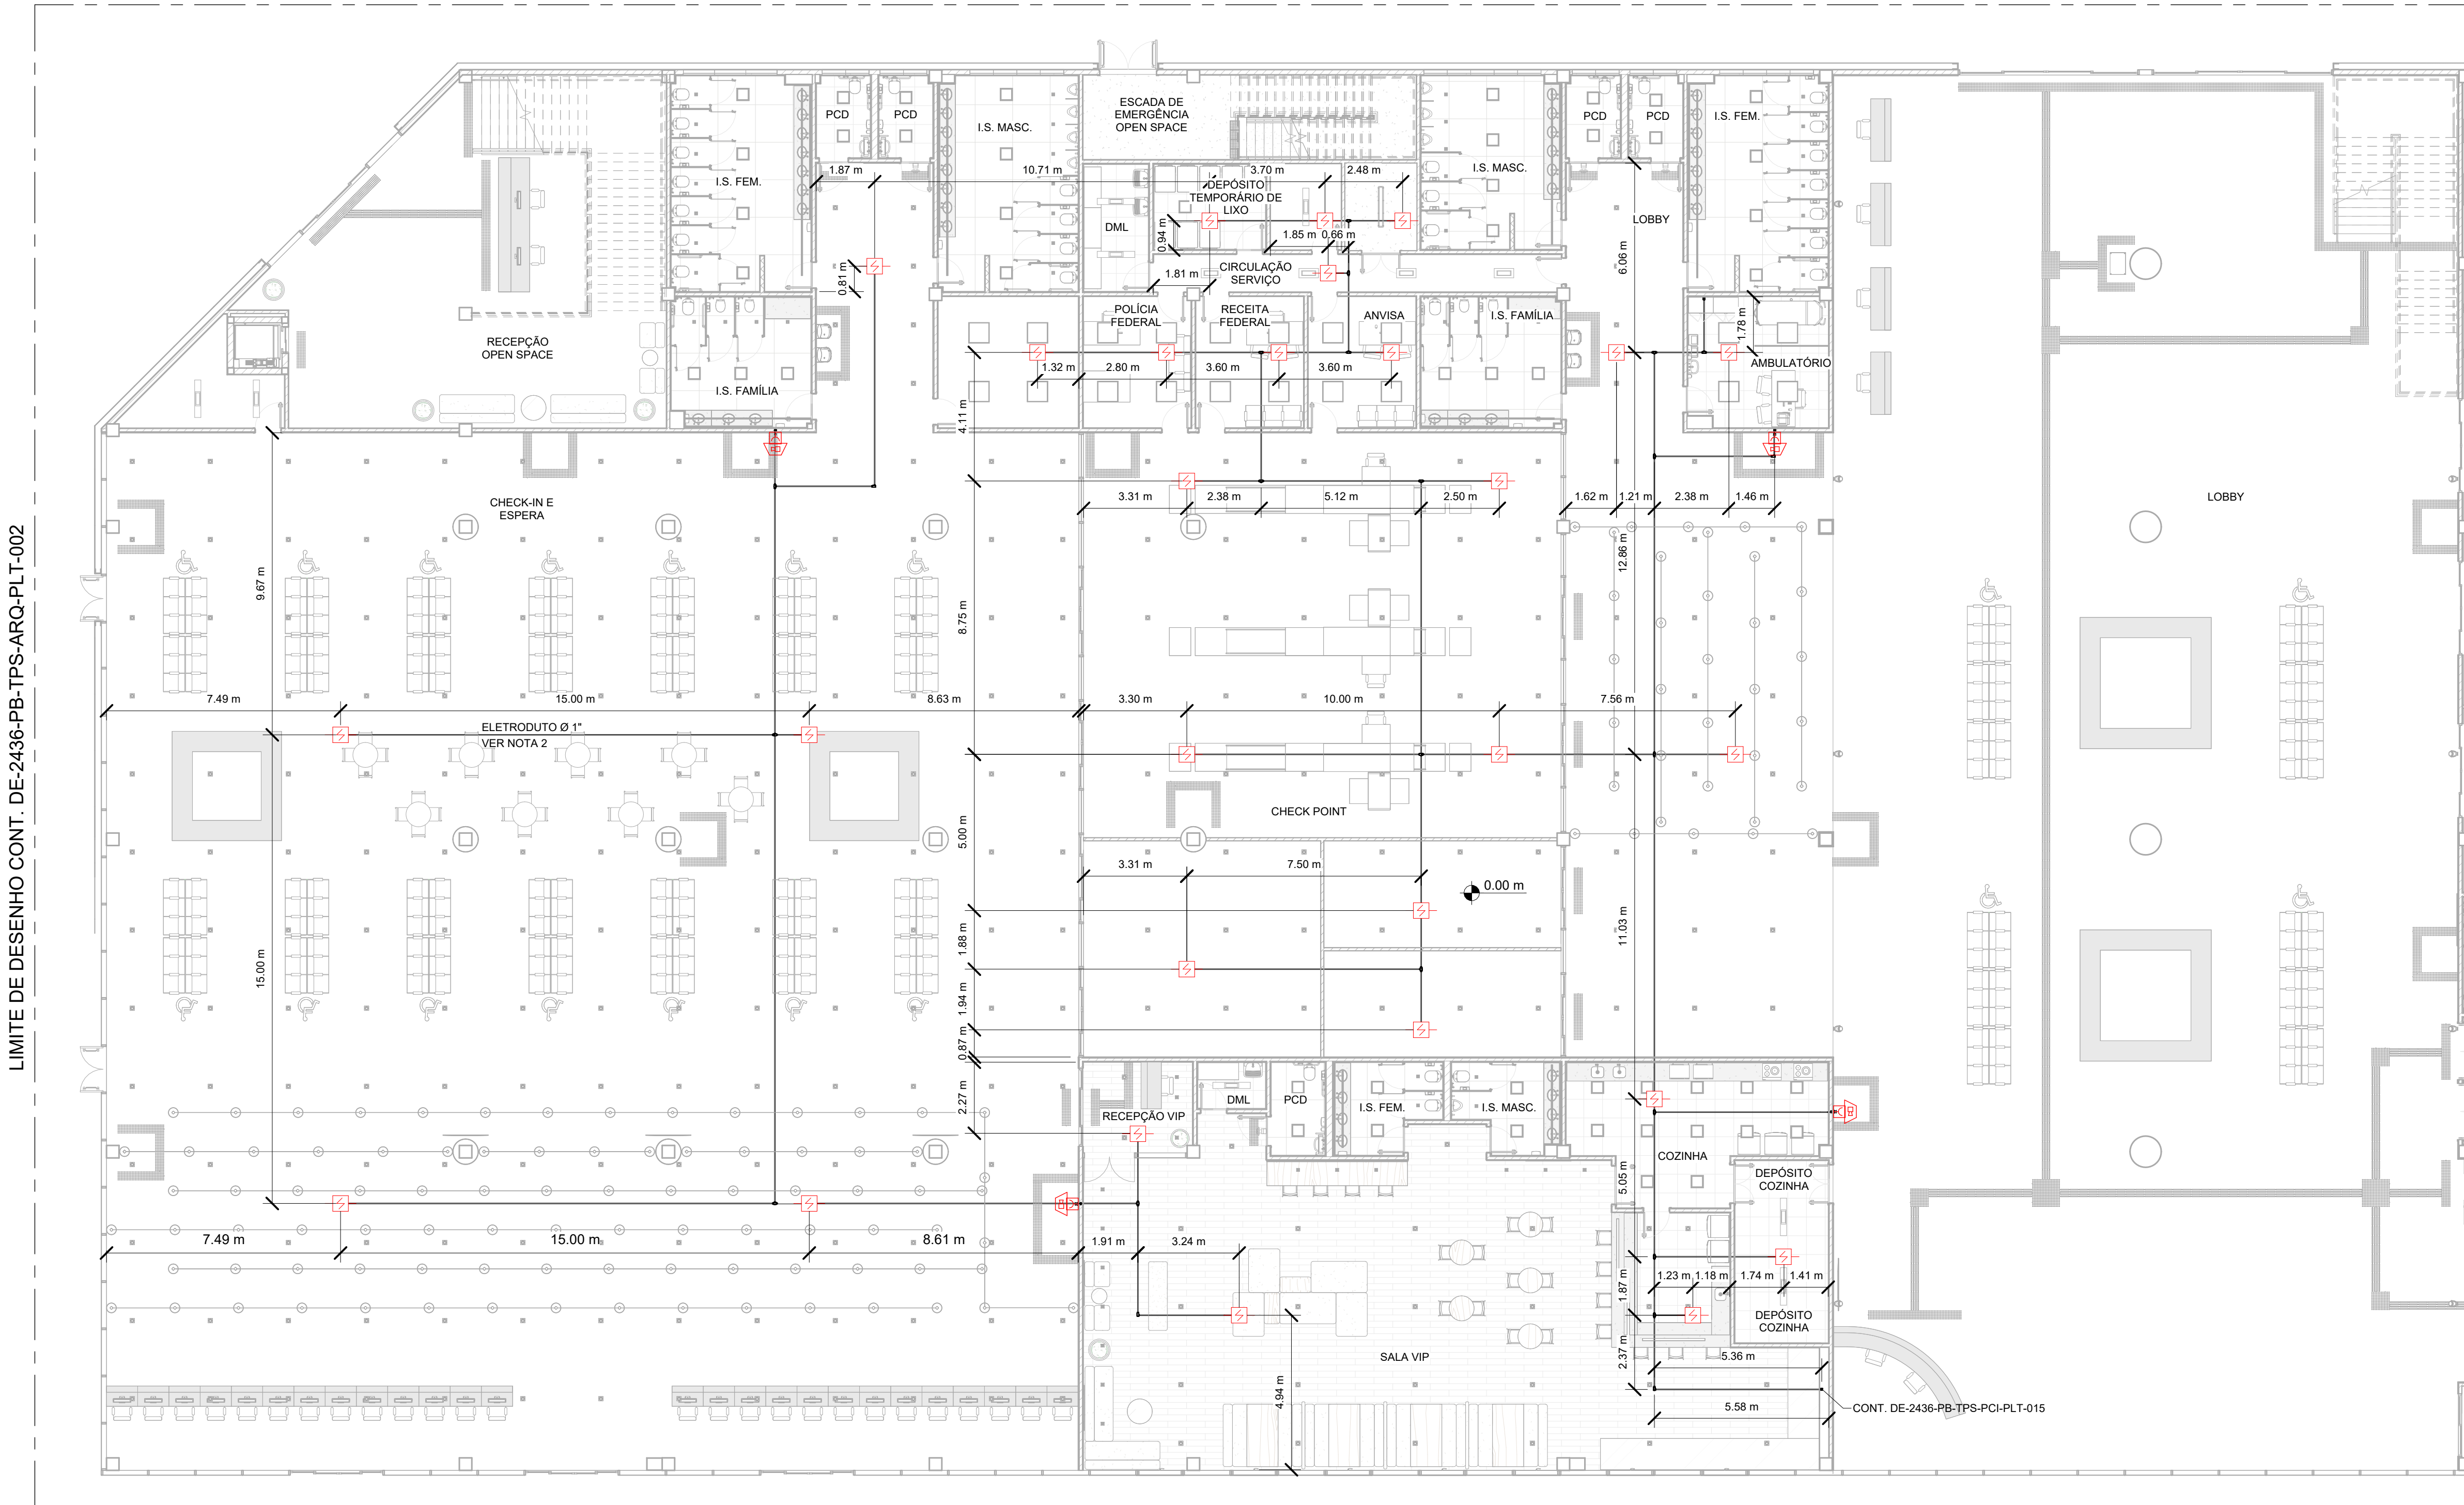 LIMITE DE DESENHO CONT. DE-2436-PB-TPS-ARQ-PLT-002
ESCADA DE
EMERGÊNCIA
OPEN SPACE
PCD
PCD
I.S. MASC.
PCD
PCD
I.S. FEM.
1.87 m
10.71 m
3.70 m
2.48 m
I.S. MASC.
I.S. FEM.
DEPÓSITO
TEMPORÁRIO DE
LIXO
LOBBY
DML
0.94 m
1.85 m
0.66 m
6.06 m
0.81 m
CIRCULAÇÃO
SERVIÇO
1.81 m
POLÍCIA
FEDERAL
RECEITA
FEDERAL
ANVISA
I.S. FAMÍLIA
1.78 m
RECEPÇÃO
OPEN SPACE
AMBULATÓRIO
1.32 m
2.80 m
3.60 m
3.60 m
I.S. FAMÍLIA
4.11 m
CHECK-IN E
ESPERA
3.31 m
2.38 m
5.12 m
2.50 m
1.62 m
1.21 m
2.38 m
1.46 m
LOBBY
9.67 m
12.86 m
8.75 m
7.49 m
15.00 m
8.63 m
3.30 m
10.00 m
7.56 m
ELETRODUTO Ø 1"
VER NOTA 2
CHECK POINT
5.00 m
3.31 m
7.50 m
0.00 m
11.03 m
15.00 m
1.88 m
1.94 m
0.87 m
2.27 m
RECEPÇÃO VIP
DML
PCD
I.S. FEM.
I.S. MASC.
COZINHA
DEPÓSITO
COZINHA
5.05 m
7.49 m
15.00 m
8.61 m
1.91 m
3.24 m
1.87 m
1.23 m
1.18 m
1.74 m
1.41 m
DEPÓSITO
COZINHA
2.37 m
SALA VIP
5.36 m
4.94 m
5.58 m
CONT. DE-2436-PB-TPS-PCI-PLT-015